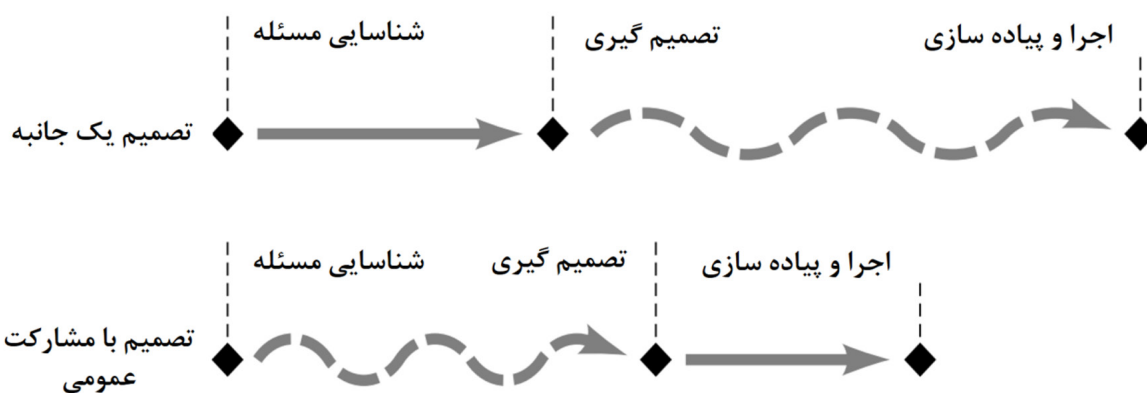 شناسایی مسئله
تصمیم گیری
اجرا و پیاده سازی
تصمیم یک جانبه
شناسایی مسئله
تصمیم گیری
اجرا و پیاده سازی
تصمیم با مشارکت
عمومی